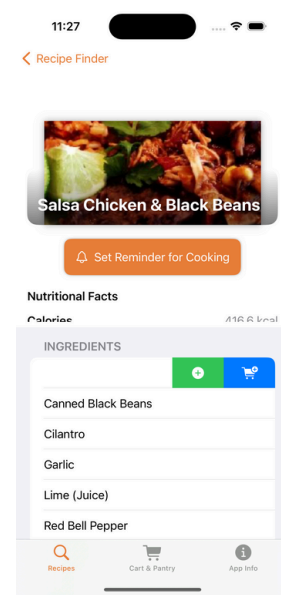 11:27
Recipe Finder
Salsa Chicken & Black Beans
Set Reminder for Cooking
Nutritional Facts
Calories 416.6 kcal
INGREDIENTS
Canned Black Beans
Cilantro
Garlic
Lime (Juice)
Red Bell Pepper
Recipes Cart & Pantry App Info